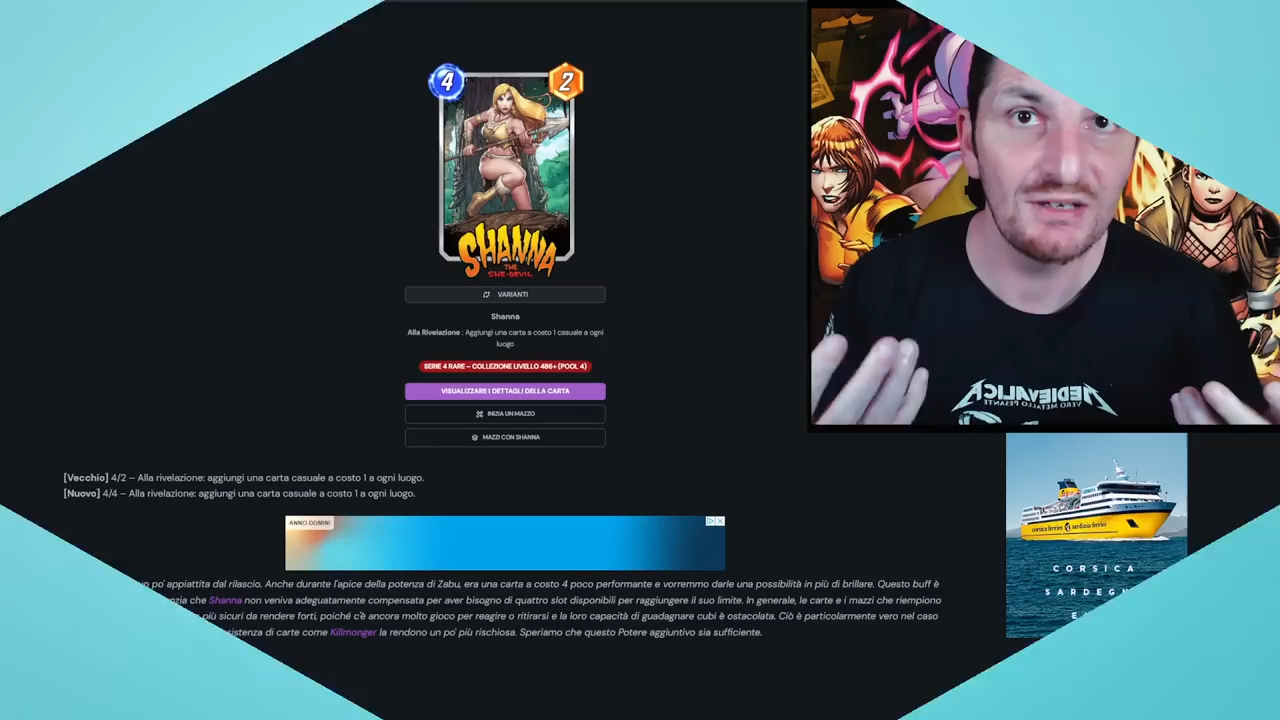 4
2
SHANNA
THE
SHE-DEVIL
VARIANTI
Shanna
Alla Rivelazione : Aggiungi una carta a costo 1 casuale a ogni
luogo
SERIE 4 RARE – COLLEZIONE LIVELLO 486+ (POOL 4)
VISUALIZZARE I DETTAGLI DELLA CARTA
INIZIA UN MAZZO
MAZZI CON SHANNA
MEDIEVALICA
VERO METALLO PESANTE
[Vecchio] 4/2 – Alla rivelazione: aggiungi una carta casuale a costo 1 a ogni luogo.
[Nuovo] 4/4 – Alla rivelazione: aggiungi una carta casuale a costo 1 a ogni luogo.
ANNO DOMINI
corsica ferries sardinia ferries
CORSICA
po' appiattita dal rilascio. Anche durante l'apice della potenza di Zabu, era una carta a costo 4 poco performante e vorremmo darle una possibilità in più di brillare. Questo buff è
che Shanna non veniva adeguatamente compensata per aver bisogno di quattro slot disponibili per raggiungere il suo limite. In generale, le carte e i mazzi che riempiono
più sicuri da rendere forti, poiché c'è ancora molto gioco per reagire o ritirarsi e la loro capacità di guadagnare cubi è ostacolata. Ciò è particolarmente vero nel caso
di carte come Killmonger la rendono un po' più rischiosa. Speriamo che questo Potere aggiuntivo sia sufficiente.